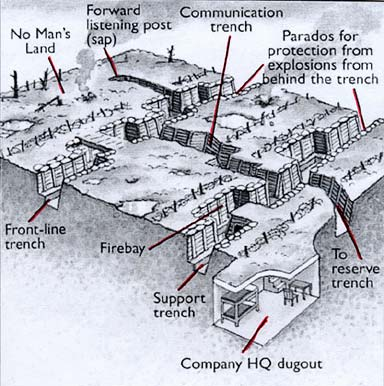 No Man's
Land
Forward
listening post
(sap)
Communication
trench
Parados for
protection from
explosions from
behind the trench
Front-line
trench
Firebay
Support
trench
To
reserve
trench
Company HQ dugout